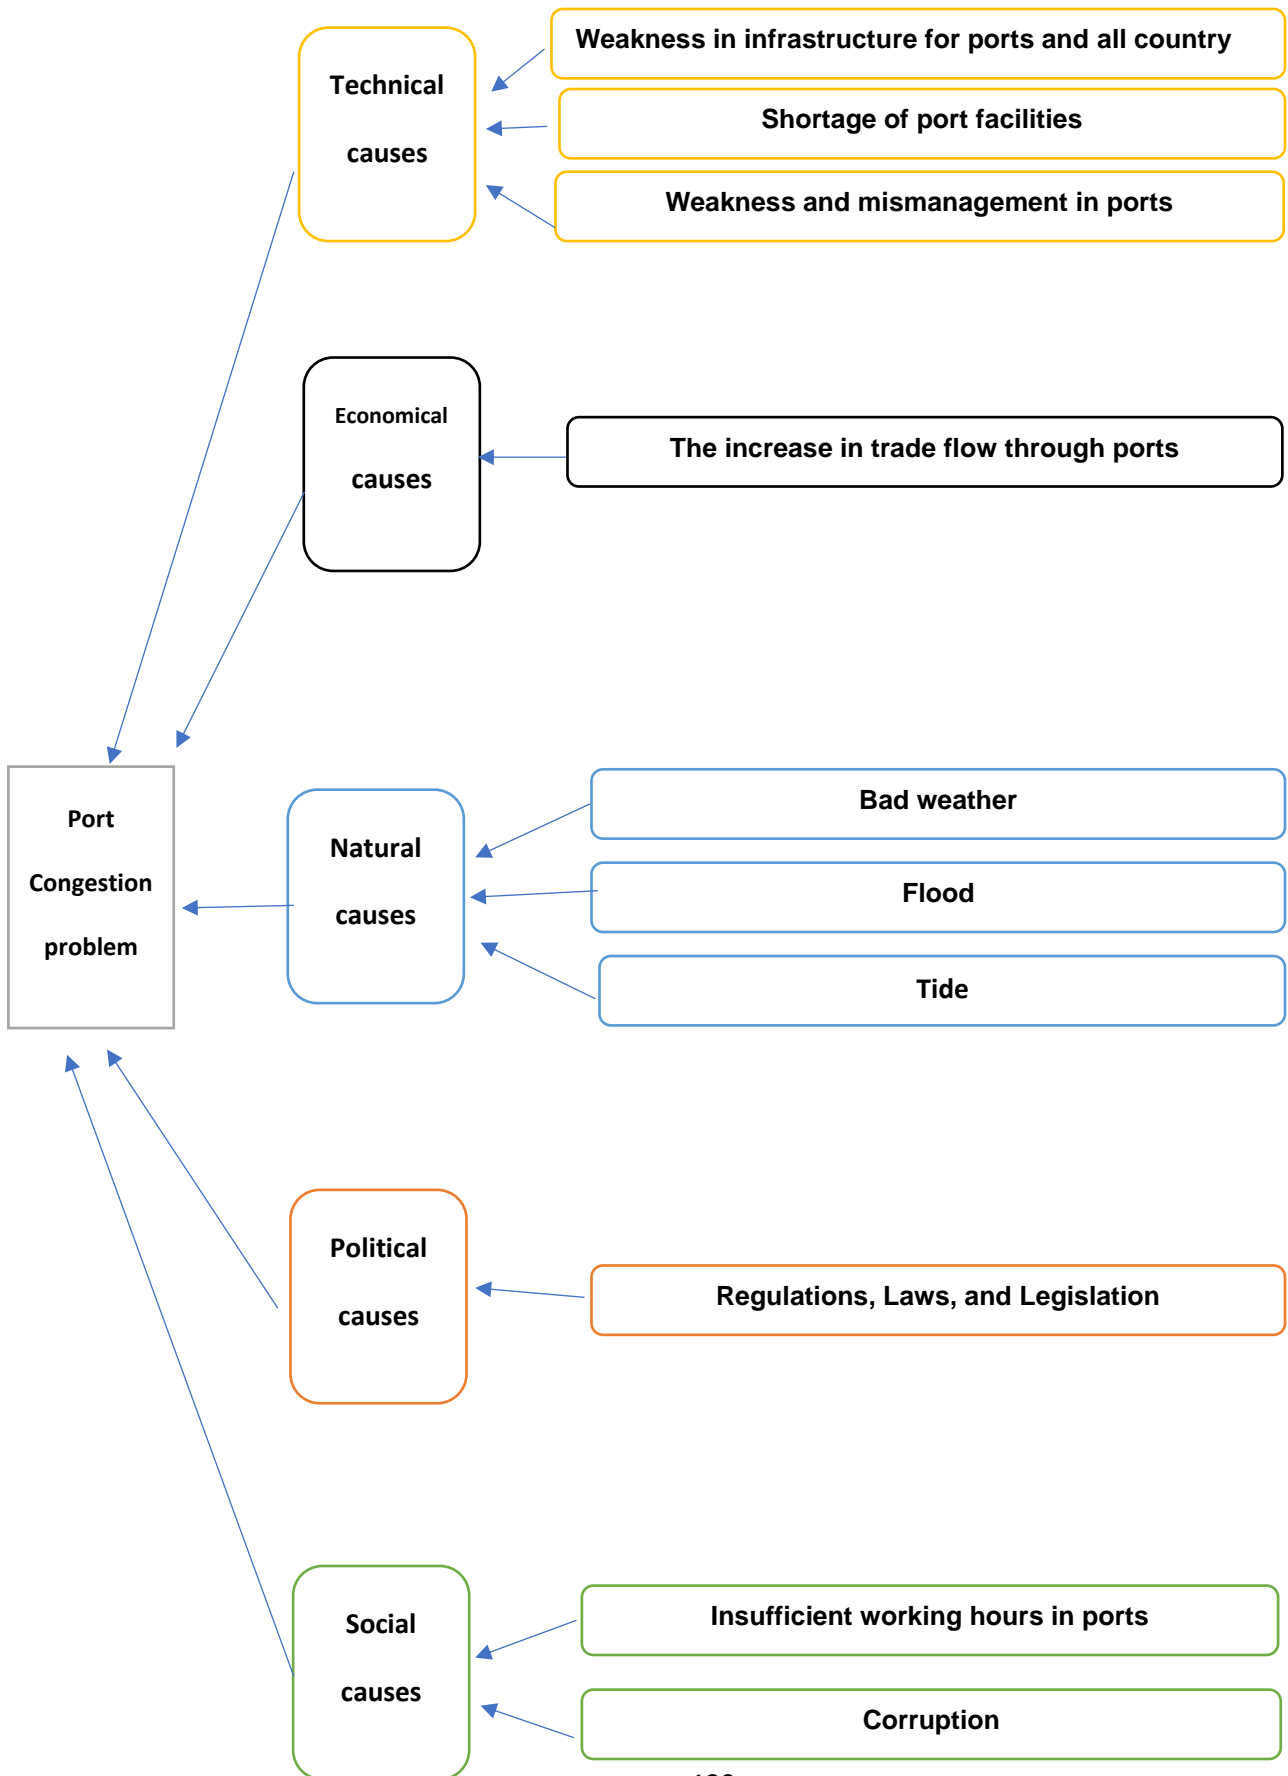 Technical
causes
Weakness in infrastructure for ports and all country
Shortage of port facilities
Weakness and mismanagement in ports
Economical
causes
The increase in trade flow through ports
Port
Congestion
problem
Natural
causes
Bad weather
Flood
Tide
Political
causes
Regulations, Laws, and Legislation
Social
causes
Insufficient working hours in ports
Corruption